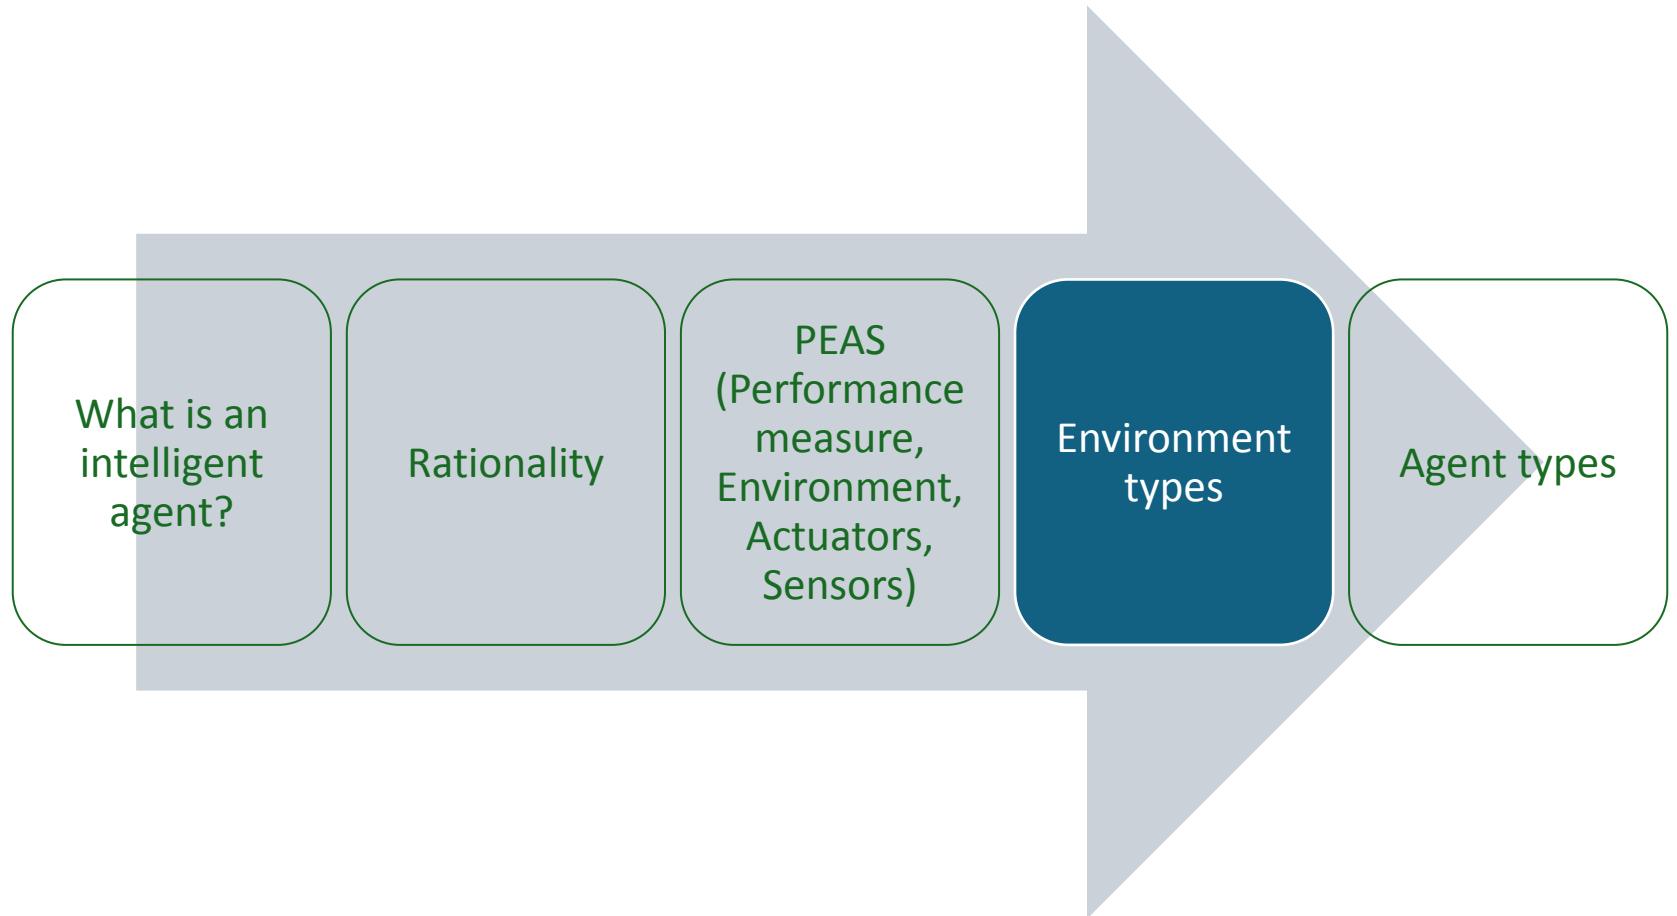 What is an
intelligent
agent?
Rationality
PEAS
(Performance
measure,
Environment,
Actuators,
Sensors)
Environment
types
Agent types